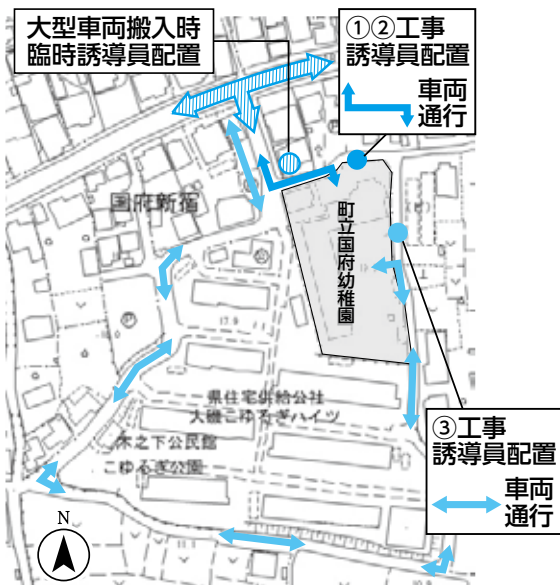 大型車両搬入時
臨時誘導員配置
①②工事
誘導員配置
車両
通行
国府新宿
町立国府幼稚園
17.9
県住宅供給公社
大磯こゆるぎハイツ
木之下公民館
こゆるぎ公園
③工事
誘導員配置
車両
通行
N